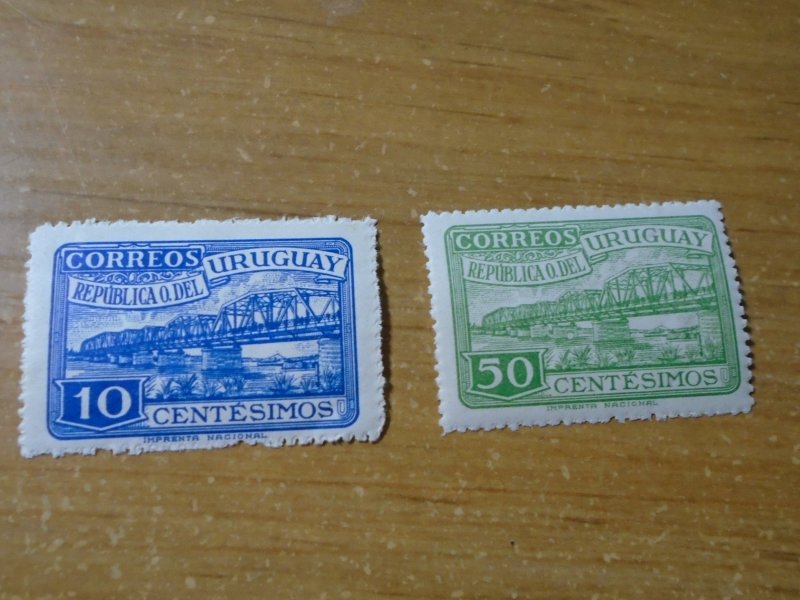 CORREOS
URUGUAY
REPÚBLICA O. DEL
10
CENTÉSIMOS
IMPRENTA NACIONAL
CORREOS
URUGUAY
REPÚBLICA O. DEL
50
CENTÉSIMOS
IMPRENTA NACIONAL